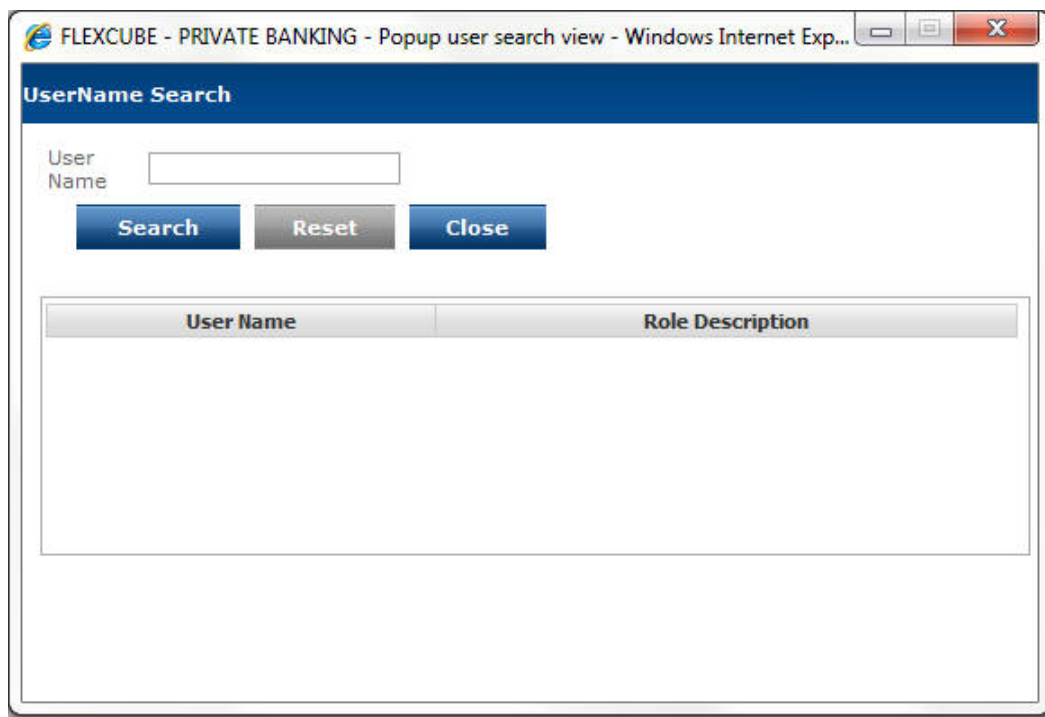 FLEXCUBE - PRIVATE BANKING - Popup user search view - Windows Internet Exp...
UserName Search
User
Name
Search Reset Close
User Name Role Description